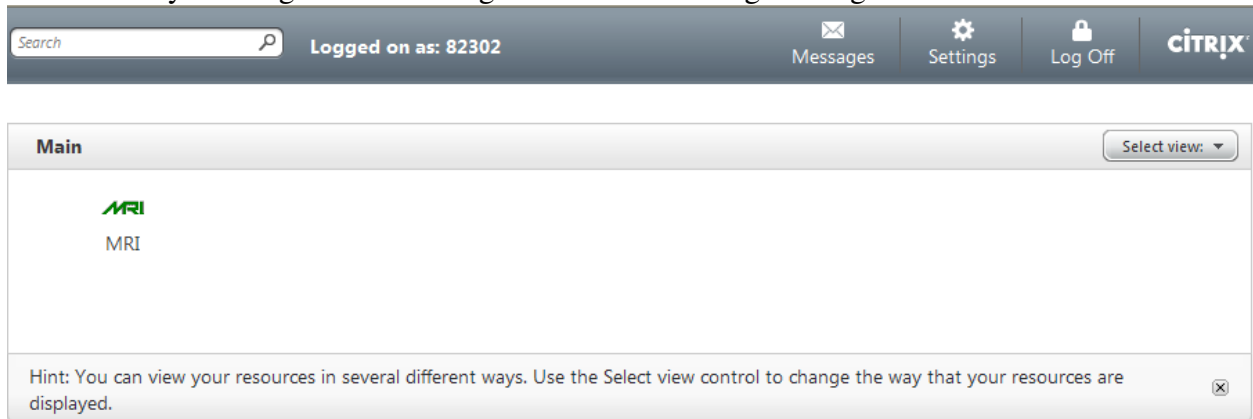 Search
Logged on as: 82302
Messages
Settings
Log Off
CITRIX
Main
Select view:
MRI
MRI
Hint: You can view your resources in several different ways. Use the Select view control to change the way that your resources are
displayed.